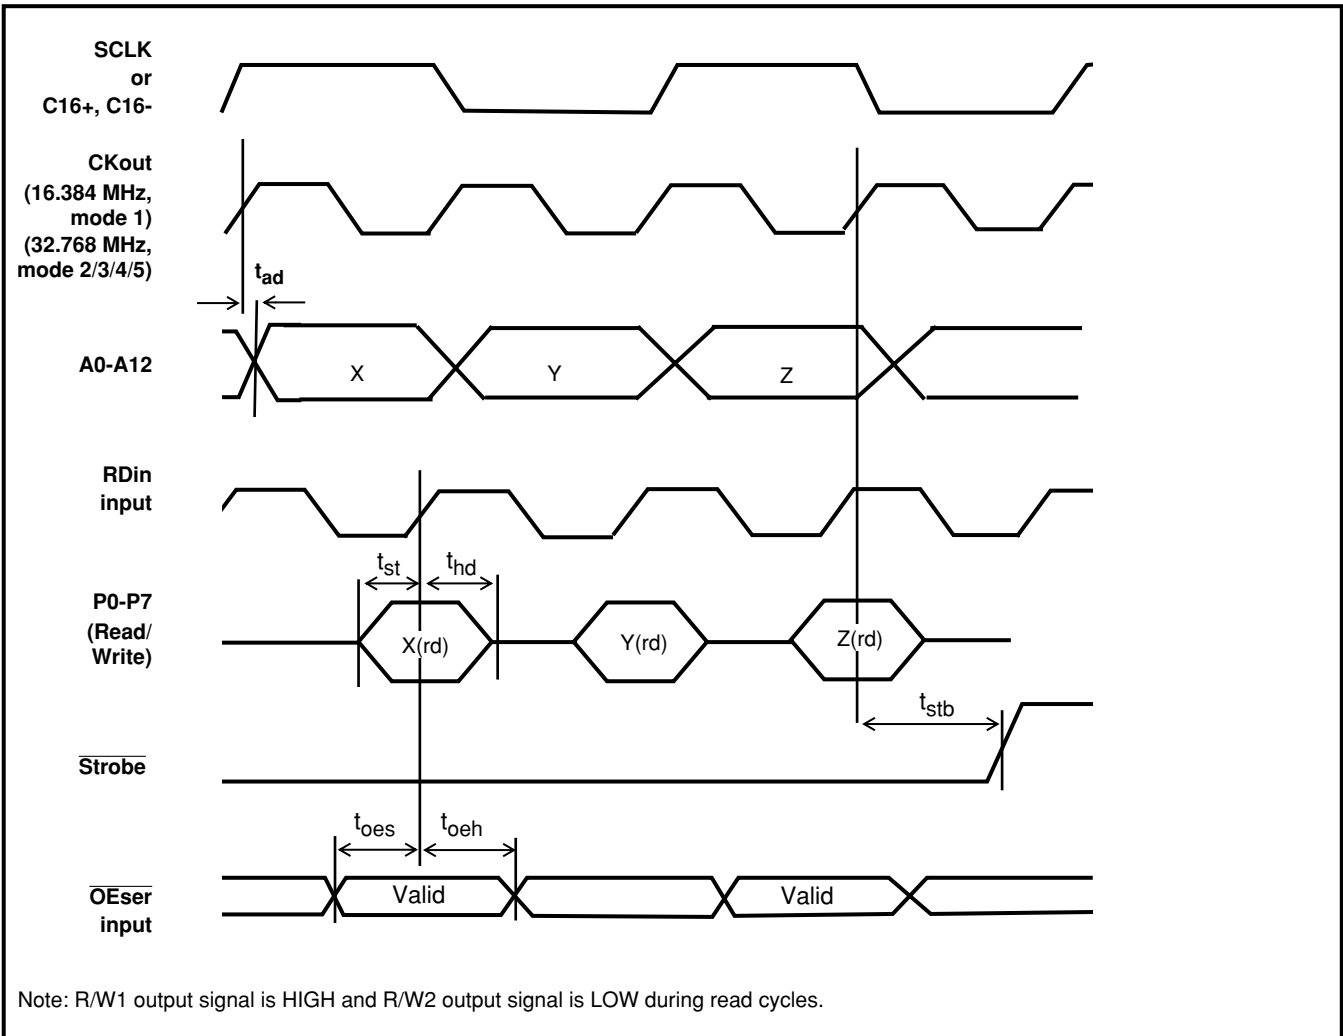 SCLK
or
C16+, C16-
CKout
(16.384 MHz,
mode 1)
(32.768 MHz,
mode 2/3/4/5)
tad
A0-A12
X
Y
Z
RDin
input
tst
thd
P0-P7
(Read/
Write)
X(rd)
Y(rd)
Z(rd)
tstb
Strobe
toes
toeh
OEser
input
Valid
Valid
Note: R/W1 output signal is HIGH and R/W2 output signal is LOW during read cycles.